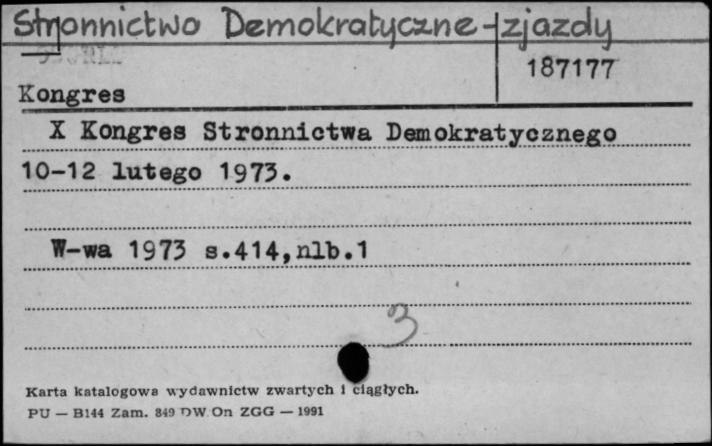 Stronnictwo Demokratyczne-zjazdy
187177
Kongres
X Kongres Stronnictwa Demokratycznego
10-12 lutego 1973.
W-wa 1973 s.414,nlb.1
3
Karta katalogowa wydawnictw zwartych i ciągłych.
PU — B144 Zam. 849 DW On ZGG — 1991